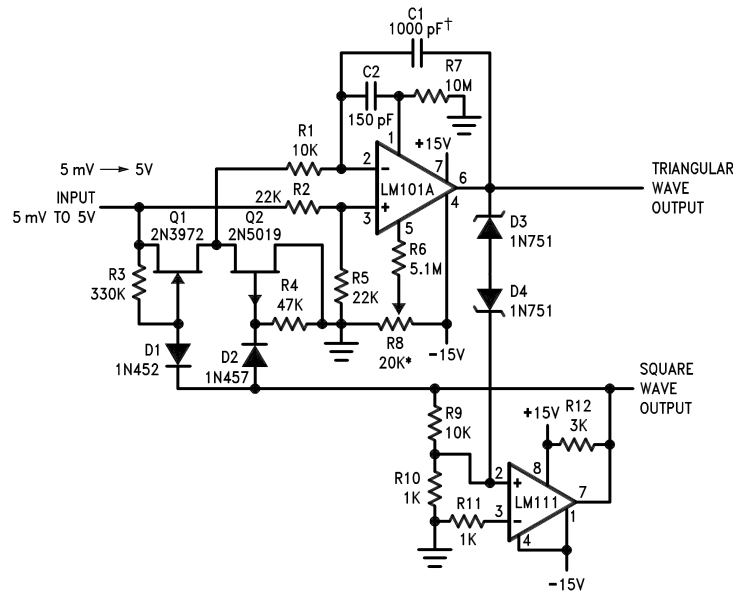 C1
1000 pF†
C2
150 pF
R7
10M
R1
10K
+15V
1
7
5 mV → 5V
2
6
LM101A
TRIANGULAR
WAVE
OUTPUT
INPUT
5 mV TO 5V
22K R2
3
4
5
Q1
2N3972
Q2
2N5019
D3
1N751
R6
5.1M
R3
330K
R4
47K
R5
22K
D4
1N751
R8
20K*
-15V
D1
1N452
D2
1N457
SQUARE
WAVE
OUTPUT
R9
10K
+15V
R12
3K
R10
1K
8
2
7
LM111
R11
1K
3
1
4
-15V